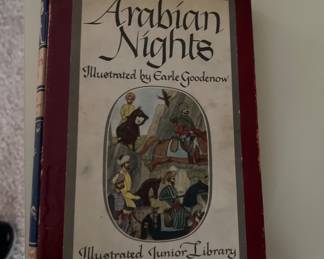 Arabian
Nights
Illustrated by Earle Goodenow
Illustrated Junior Library